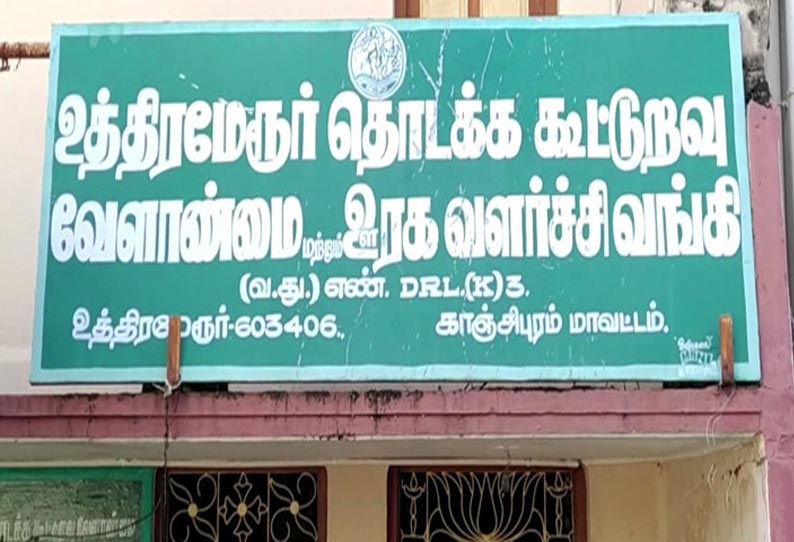 உத்திரமேரூர் தொடக்க கூட்டுறவு
வேளாண்மை மற்றும் ஊரக வளர்ச்சி வங்கி
(வ.து.) எண். DRL.(K)3.
உத்திரமேரூர்-603406., காஞ்சிபுரம் மாவட்டம்.